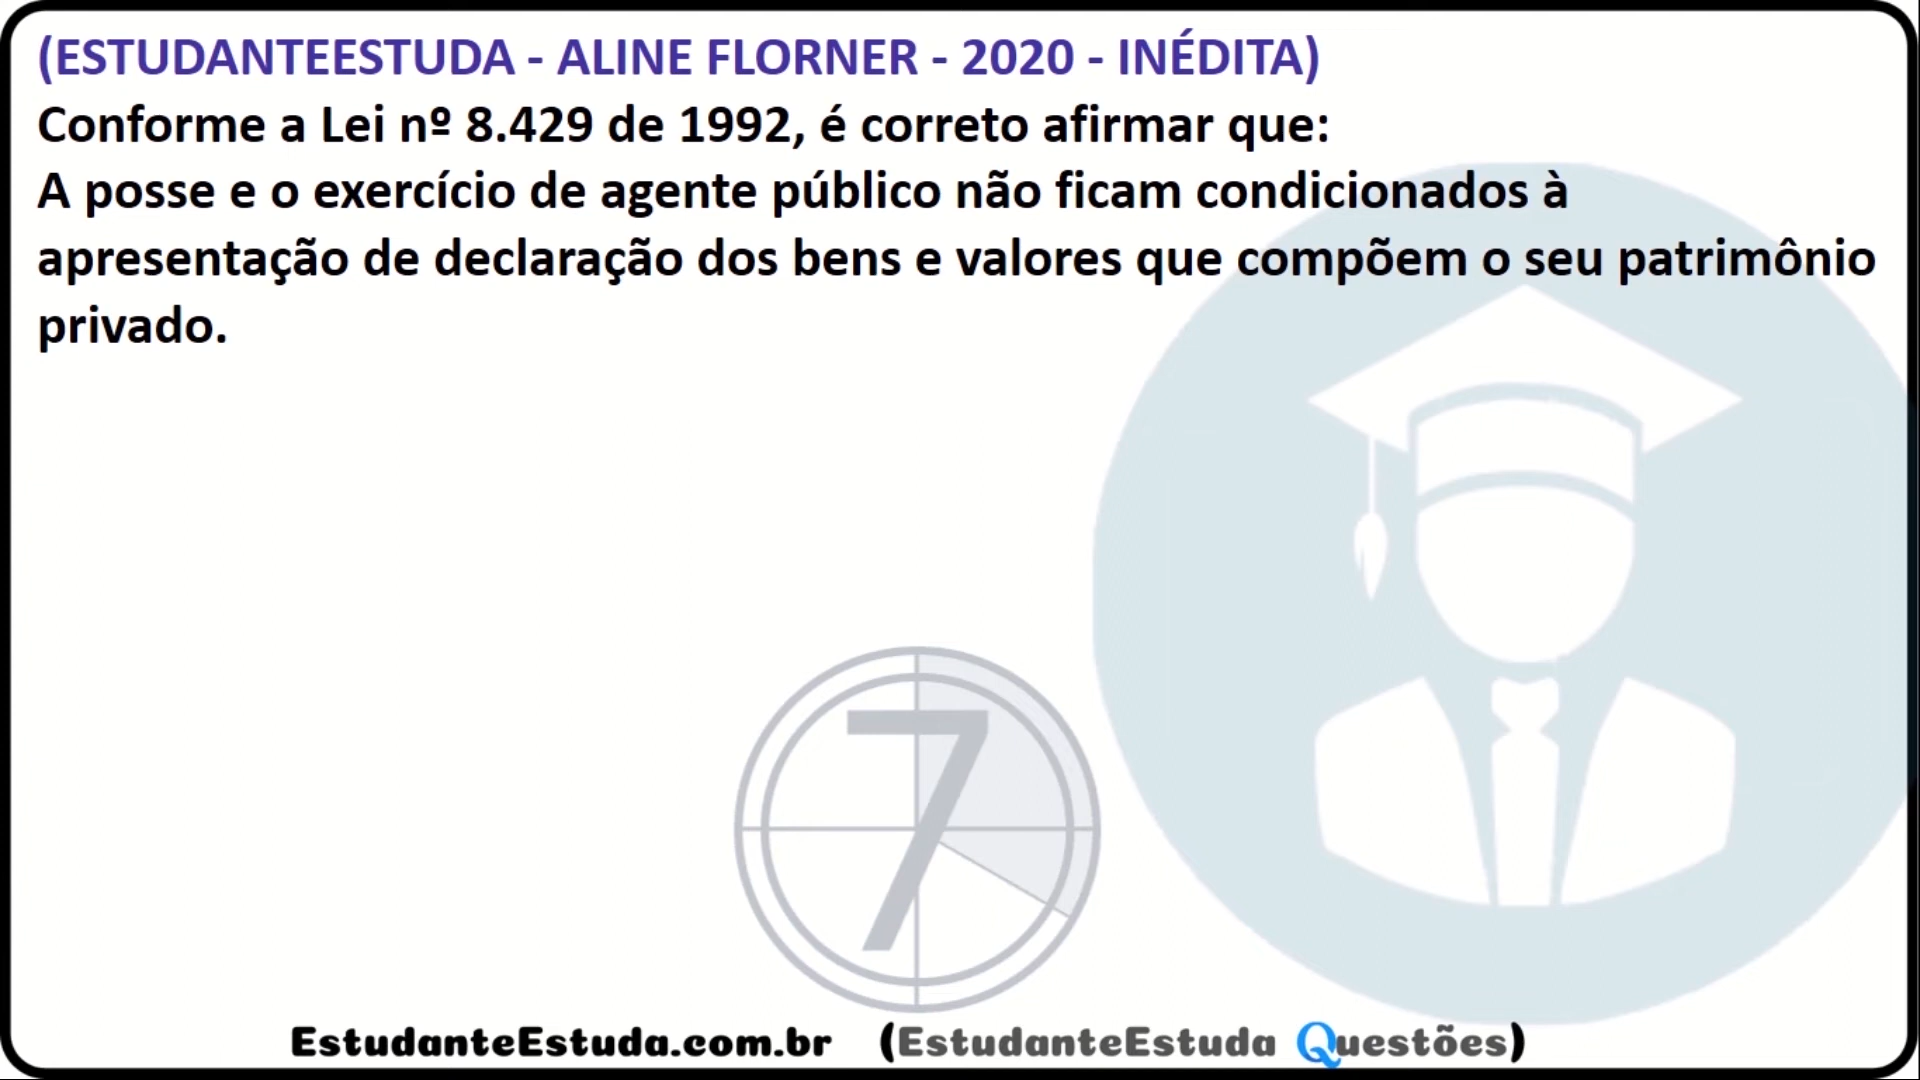 (ESTUDANTEESTUDA - ALINE FLORNER - 2020 - INÉDITA)
Conforme a Lei nº 8.429 de 1992, é correto afirmar que:
A posse e o exercício de agente público não ficam condicionados à
apresentação de declaração dos bens e valores que compõem o seu patrimônio
privado.
7
EstudanteEstuda.com.br (EstudanteEstuda Questões)